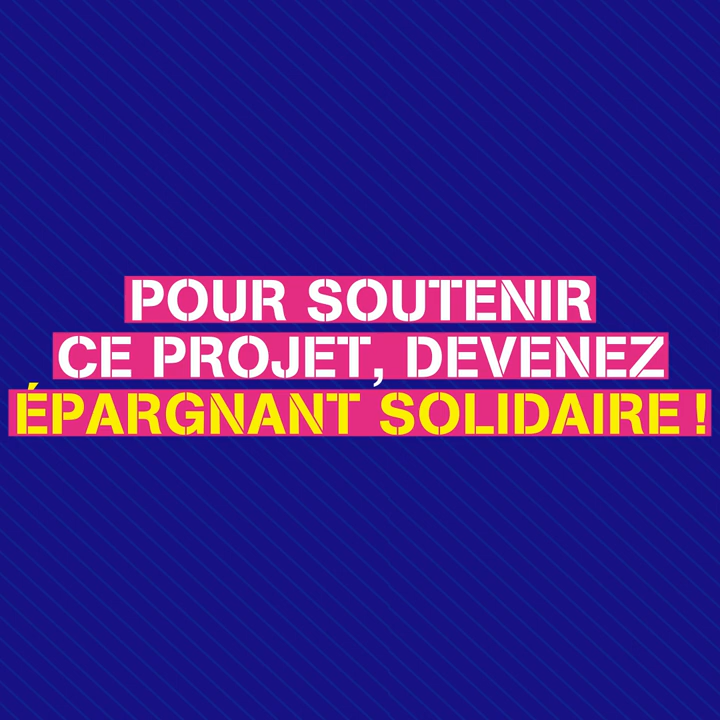 POUR SOUTENIR
CE PROJET, DEVENEZ
ÉPARGNANT SOLIDAIRE !